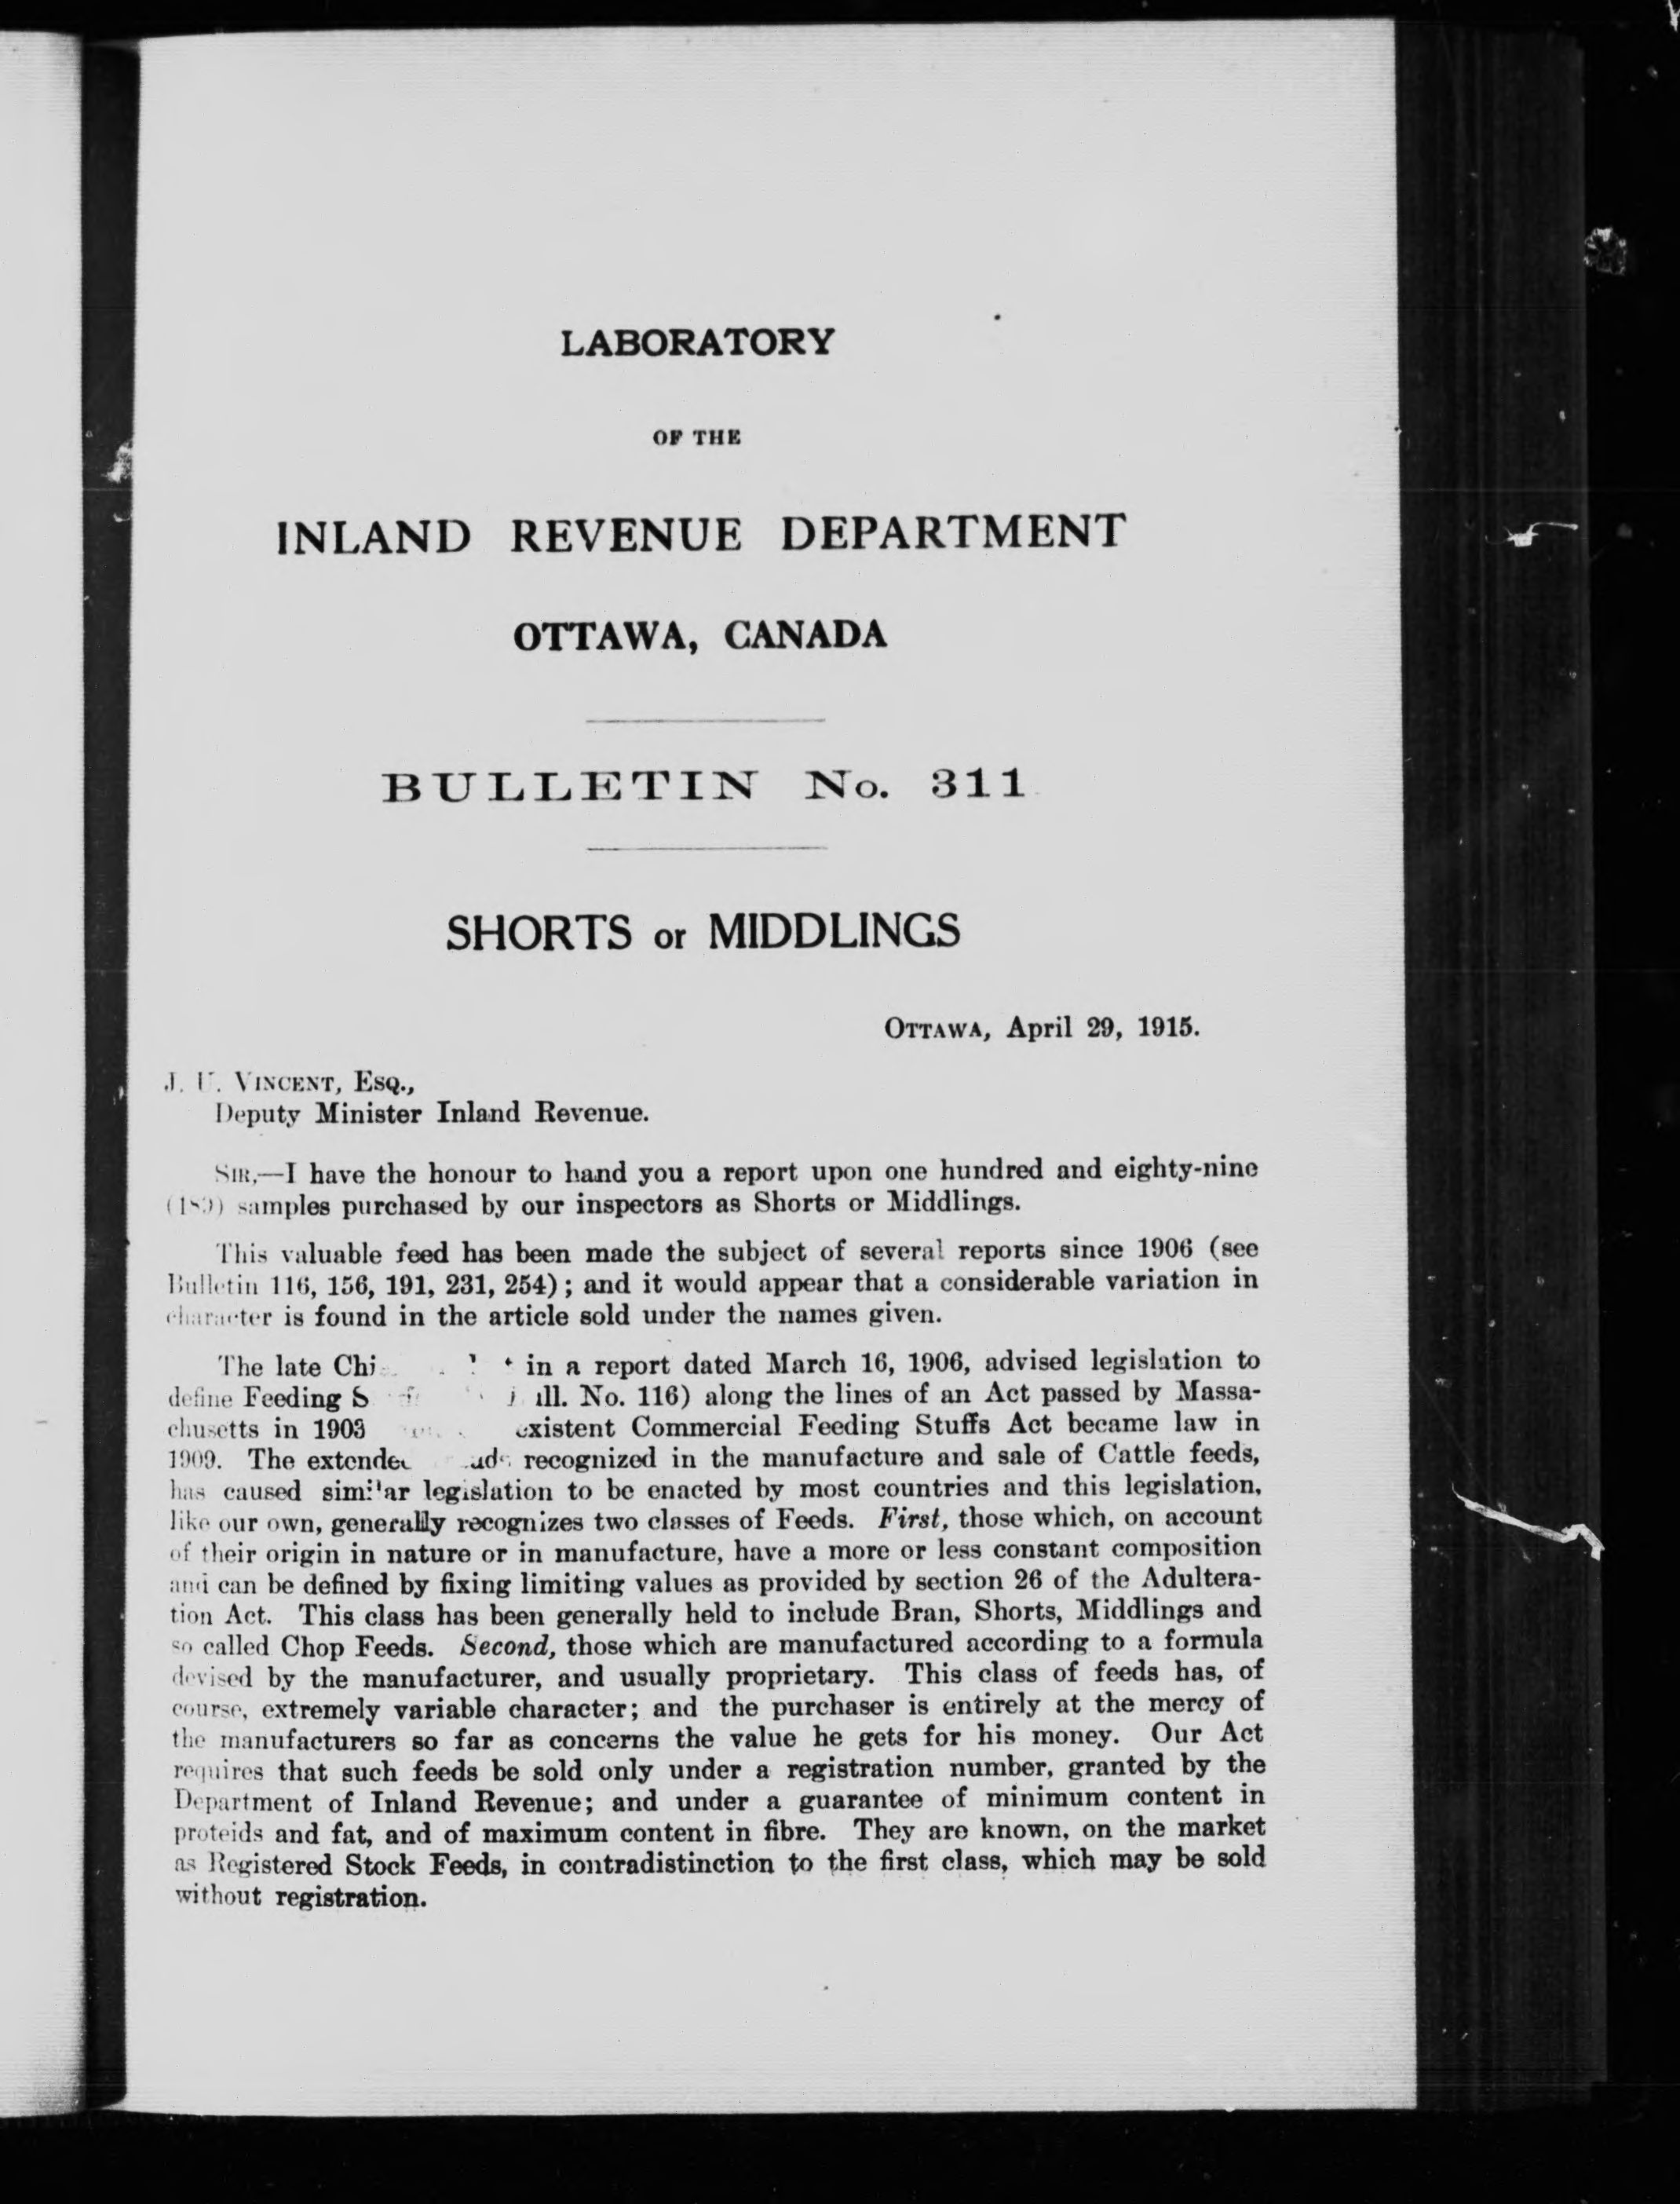 LABORATORY
OF THE
INLAND REVENUE DEPARTMENT
OTTAWA, CANADA
BULLETIN No. 311
SHORTS or MIDDLINGS
OTTAWA, April 29, 1915.
J. U. VINCENT, ESQ.,
Deputy Minister Inland Revenue.
SIR,—I have the honour to hand you a report upon one hundred and eighty-nine
(189) samples purchased by our inspectors as Shorts or Middlings.
This valuable feed has been made the subject of several reports since 1906 (see
Bulletin 116, 156, 191, 231, 254); and it would appear that a considerable variation in
character is found in the article sold under the names given.
The late in a report dated March 16, 1906, advised legislation to
define Feeding No. 116) along the lines of an Act passed by Massa-
chusetts in 1903 existent Commercial Feeding Stuffs Act became law in
1909. The recognized in the manufacture and sale of Cattle feeds,
has caused similar legislation to be enacted by most countries and this legislation,
like our own, generally recognizes two classes of Feeds. First, those which, on account
of their origin in nature or in manufacture, have a more or less constant composition
and can be defined by fixing limiting values as provided by section 26 of the Adultera-
tion Act. This class has been generally held to include Bran, Shorts, Middlings and
so called Chop Feeds. Second, those which are manufactured according to a formula
devised by the manufacturer, and usually proprietary. This class of feeds has, of
course, extremely variable character; and the purchaser is entirely at the mercy of
the manufacturers so far as concerns the value he gets for his money. Our Act
requires that such feeds be sold only under a registration number, granted by the
Department of Inland Revenue; and under a guarantee of minimum content in
proteids and fat, and of maximum content in fibre. They are known, on the market
as Registered Stock Feeds, in contradistinction to the first class, which may be sold
without registration.